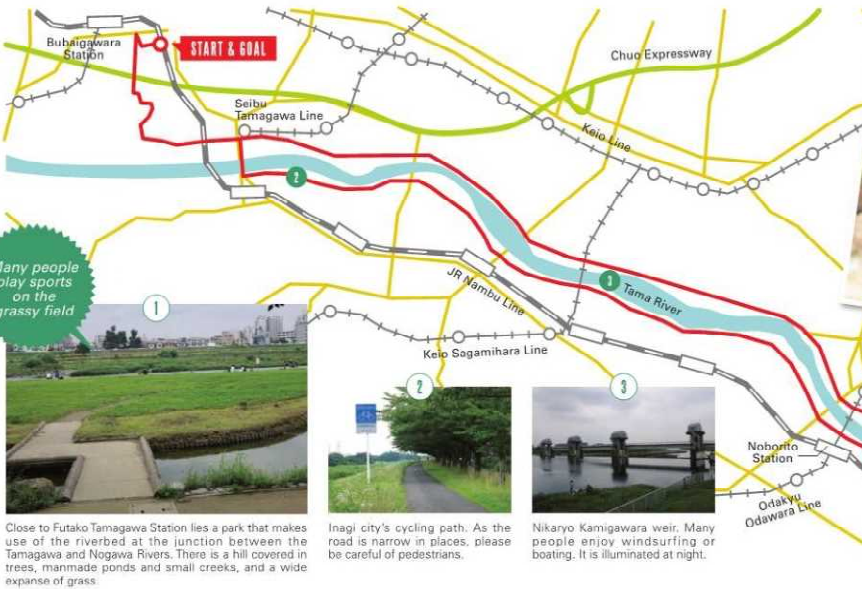 Bubaigawara
Station
START & GOAL
Chuo Expressway
Seibu
Tamagawa Line
Keio Line
2
3
Tama River
JR Nambu Line
Keio Sagamihara Line
Many people
play sports
on the
grassy field
1
2
3
Noborito
Station
Odakyu
Odawara Line
Close to Futako Tamagawa Station lies a park that makes
use of the riverbed at the junction between the
Tamagawa and Nogawa Rivers. There is a hill covered in
trees, manmade ponds and small creeks, and a wide
expanse of grass.
Inagi city's cycling path. As the
road is narrow in places, please
be careful of pedestrians.
Nikaryo Kamigawara weir. Many
people enjoy windsurfing or
boating. It is illuminated at night.